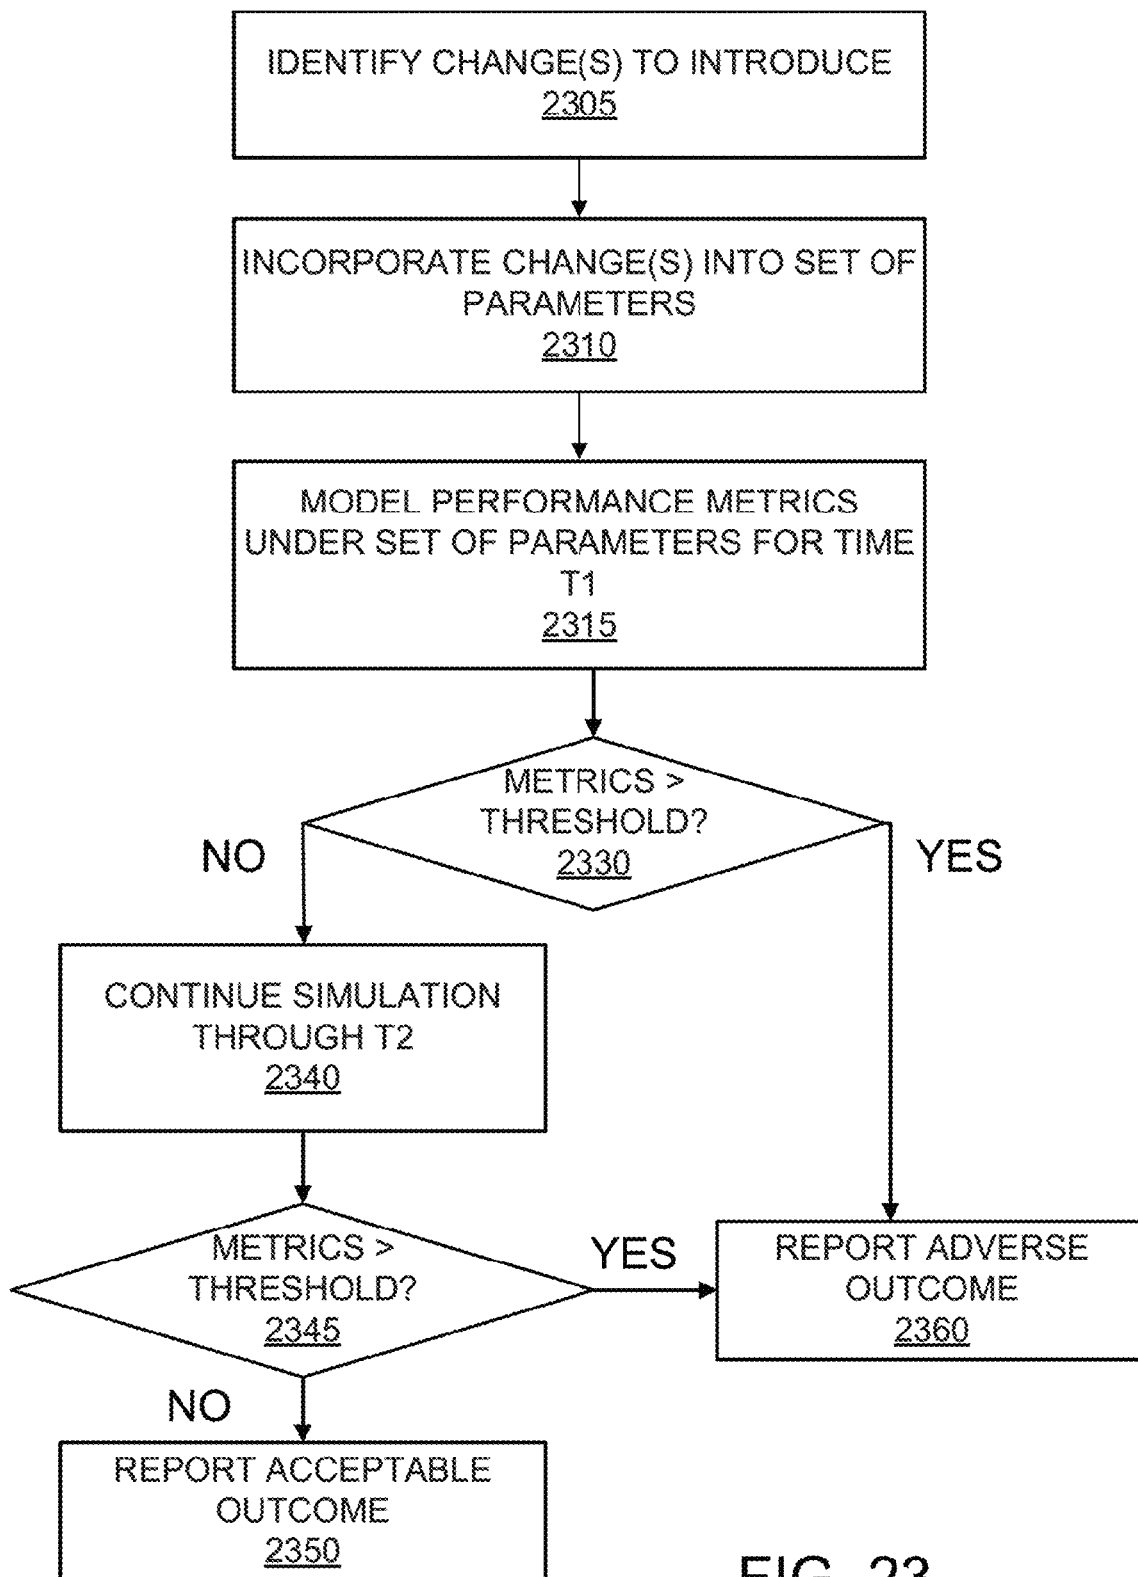 IDENTIFY CHANGE(S) TO INTRODUCE
2305
INCORPORATE CHANGE(S) INTO SET OF
PARAMETERS
2310
MODEL PERFORMANCE METRICS
UNDER SET OF PARAMETERS FOR TIME
T1
2315
METRICS >
THRESHOLD?
2330
NO
YES
CONTINUE SIMULATION
THROUGH T2
2340
METRICS >
THRESHOLD?
2345
YES
REPORT ADVERSE
OUTCOME
2360
NO
REPORT ACCEPTABLE
OUTCOME
2350
FIG. 23